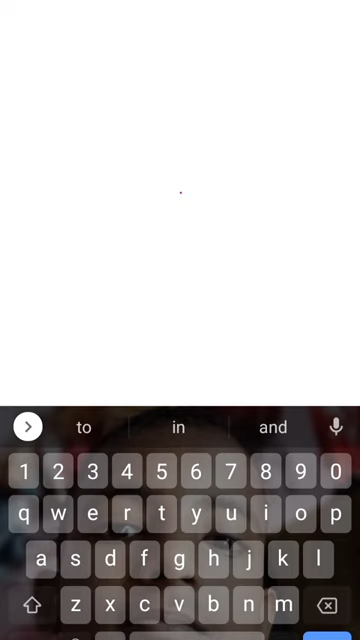 to in and
1 2 3 4 5 6 7 8 9 0
q w e r t y u i o p
a s d f g h j k l
z x c v b n m